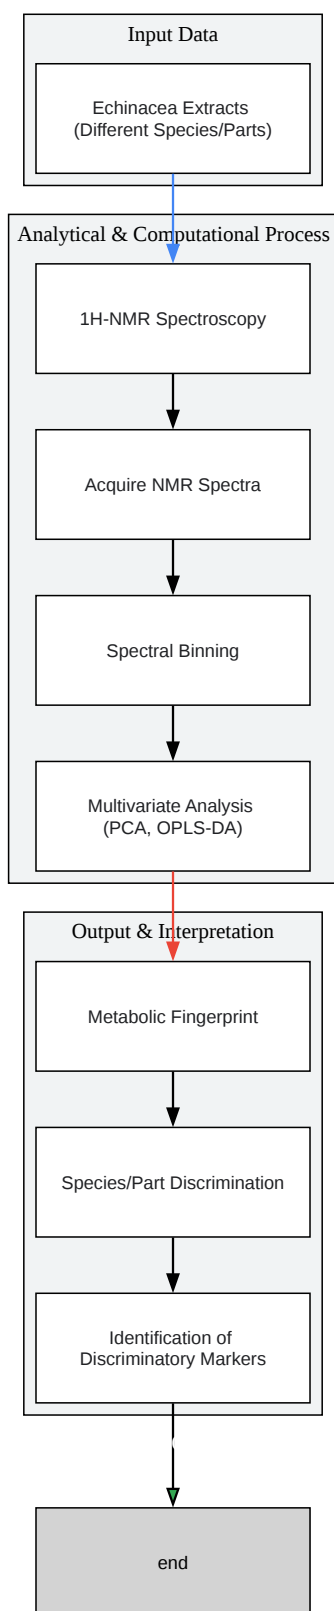 Input Data
Echinacea Extracts
(Different Species/Parts)
Analytical & Computational Process
1H-NMR Spectroscopy
Acquire NMR Spectra
Spectral Binning
Multivariate Analysis
(PCA, OPLS-DA)
Output & Interpretation
Metabolic Fingerprint
Species/Part Discrimination
Identification of
Discriminatory Markers
end